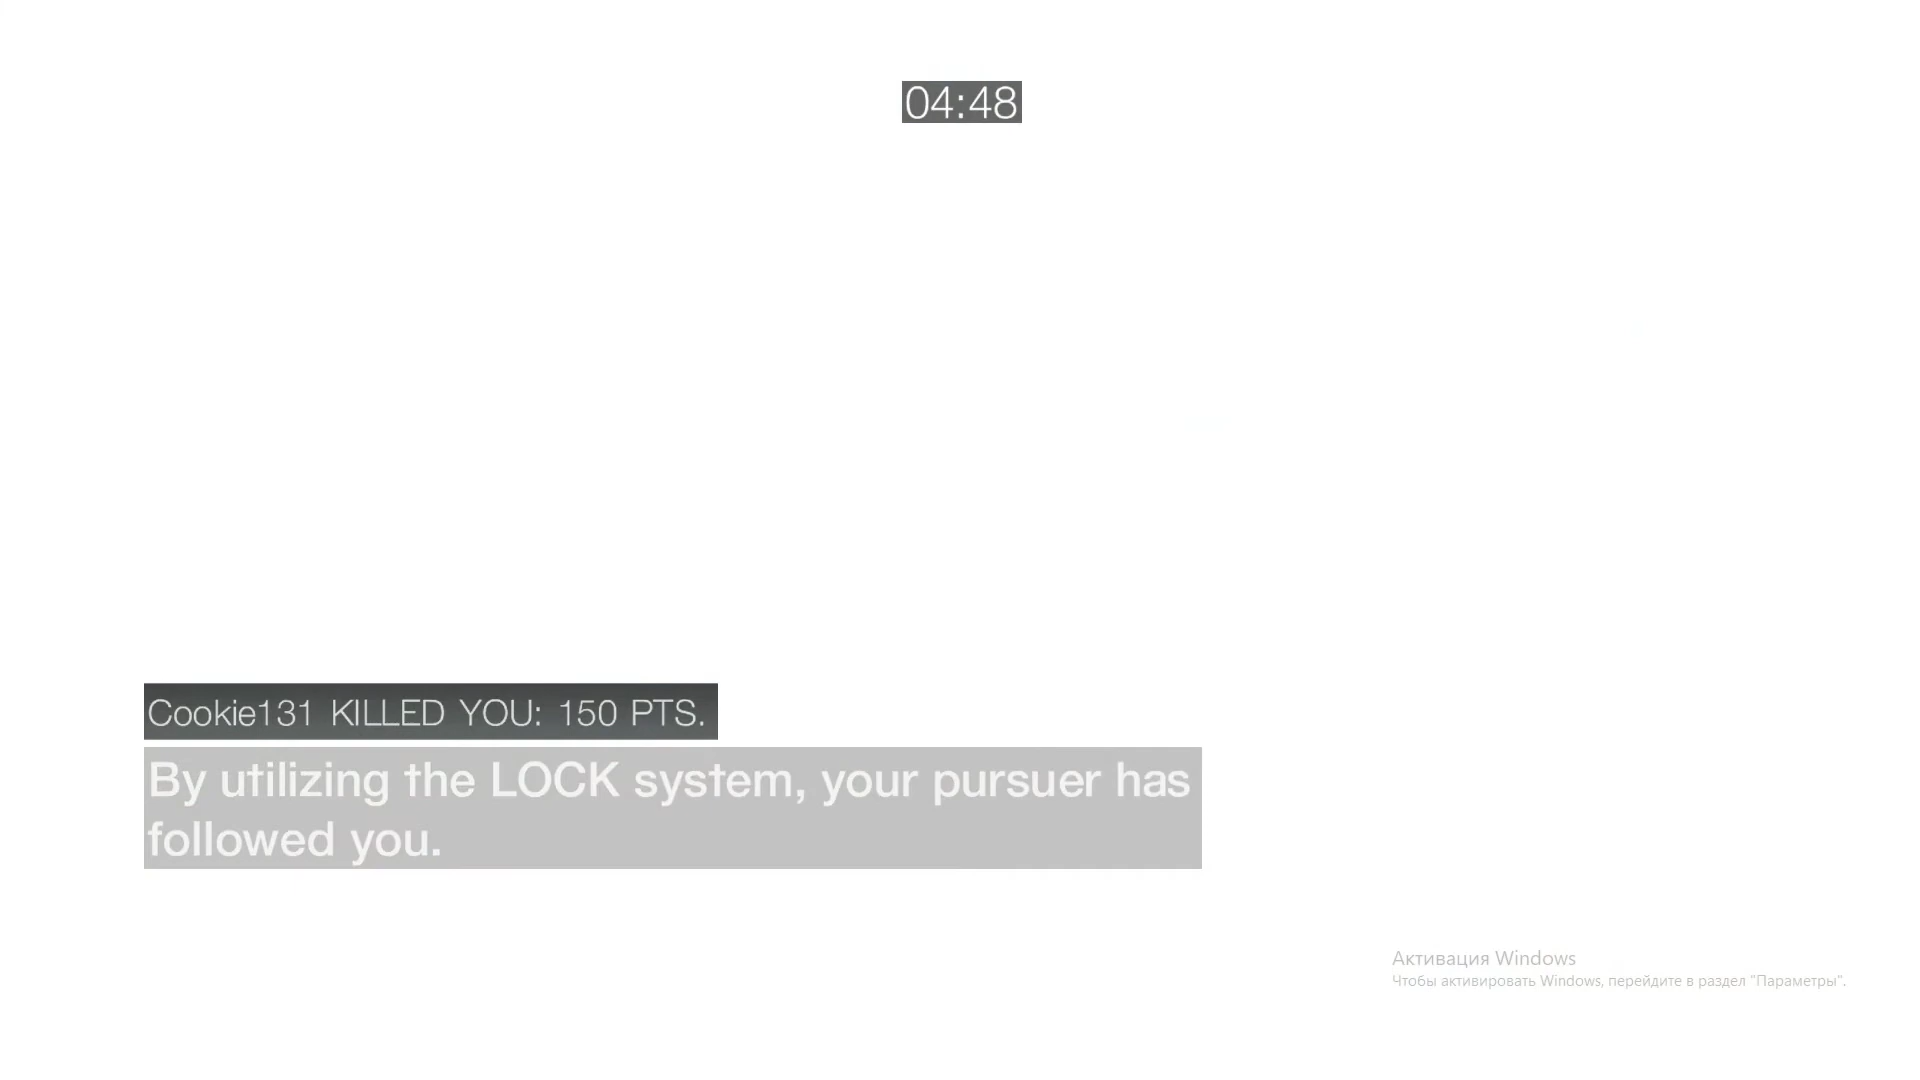 04:48
Cookie131 KILLED YOU: 150 PTS.
By utilizing the LOCK system, your pursuer has
followed you.
Активация Windows
Чтобы активировать Windows, перейдите в раздел "Параметры".